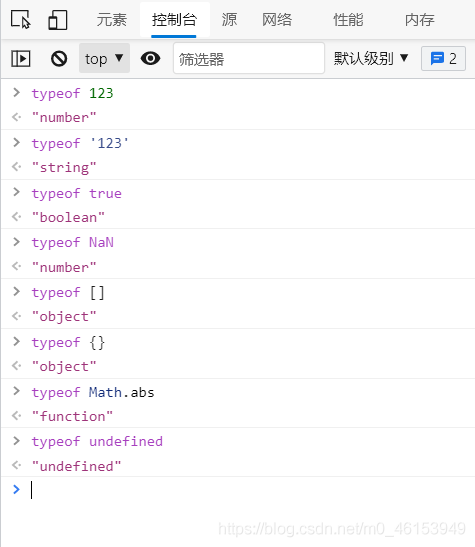 元素 控制台 源 网络 性能 内存
top ▼ 筛选器 默认级别 ▼ 2
> typeof 123
<· "number"
> typeof '123'
<· "string"
> typeof true
<· "boolean"
> typeof NaN
<· "number"
> typeof []
<· "object"
> typeof {}
<· "object"
> typeof Math.abs
<· "function"
> typeof undefined
<· "undefined"
>
https://blog.csdn.net/m0_46153949